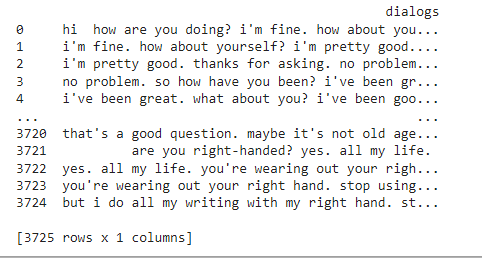 dialogs
0 hi how are you doing? i'm fine. how about you...
1 i'm fine. how about yourself? i'm pretty good....
2 i'm pretty good. thanks for asking. no problem...
3 no problem. so how have you been? i've been gr...
4 i've been great. what about you? i've been goo...
... ...
3720 that's a good question. maybe it's not old age...
3721 are you right-handed? yes. all my life.
3722 yes. all my life. you're wearing out your righ...
3723 you're wearing out your right hand. stop using...
3724 but i do all my writing with my right hand. st...
[3725 rows x 1 columns]